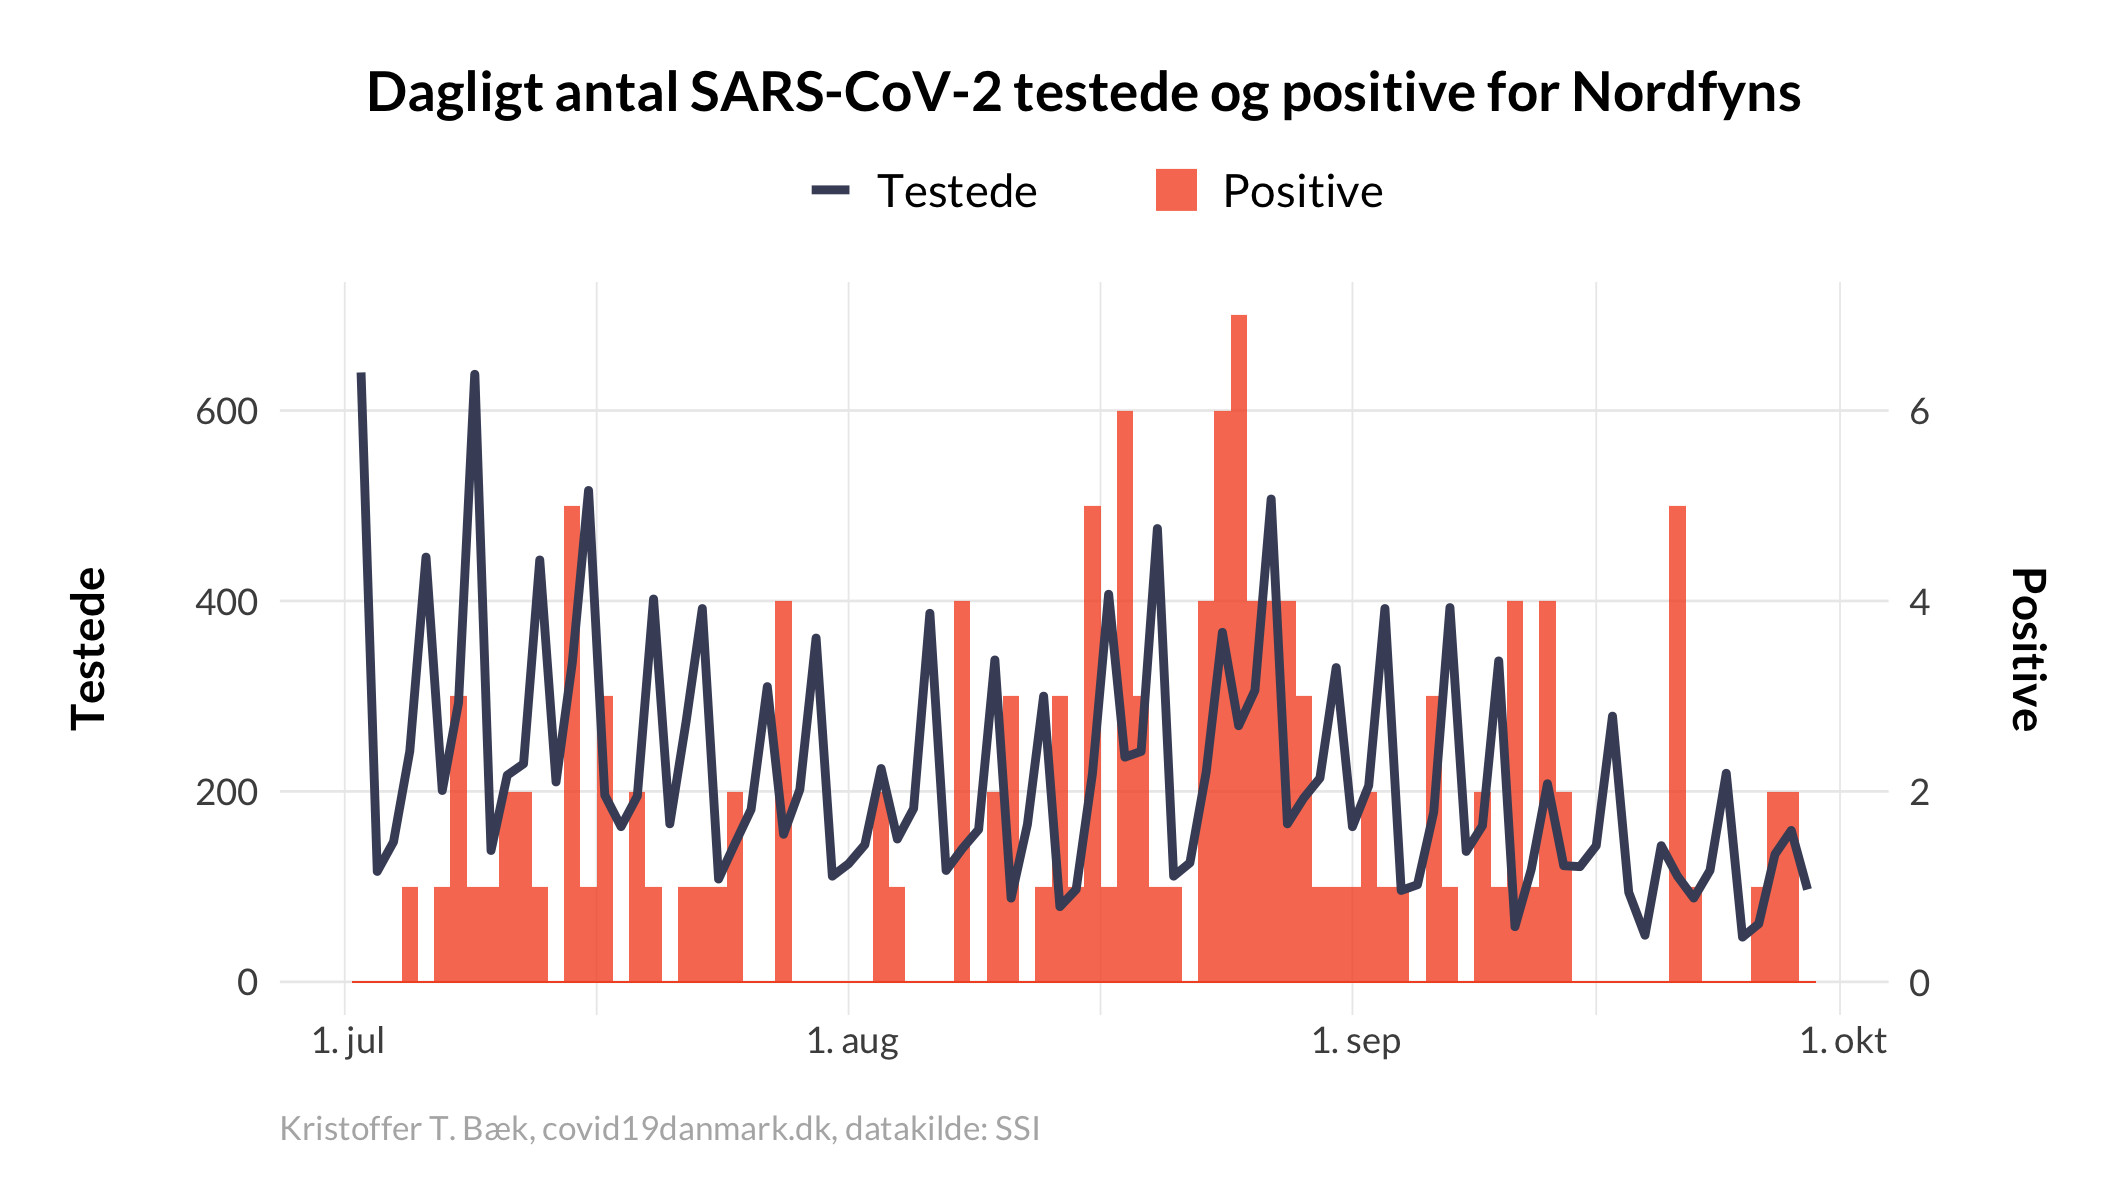 Dagligt antal SARS-CoV-2 testede og positive for Nordfyns
Testede Positive
Testede
600
400
200
0
6
4
2
0
Positive
1. jul 1. aug 1. sep 1. okt
Kristoffer T. Bæk, covid19danmark.dk, datakilde: SSI